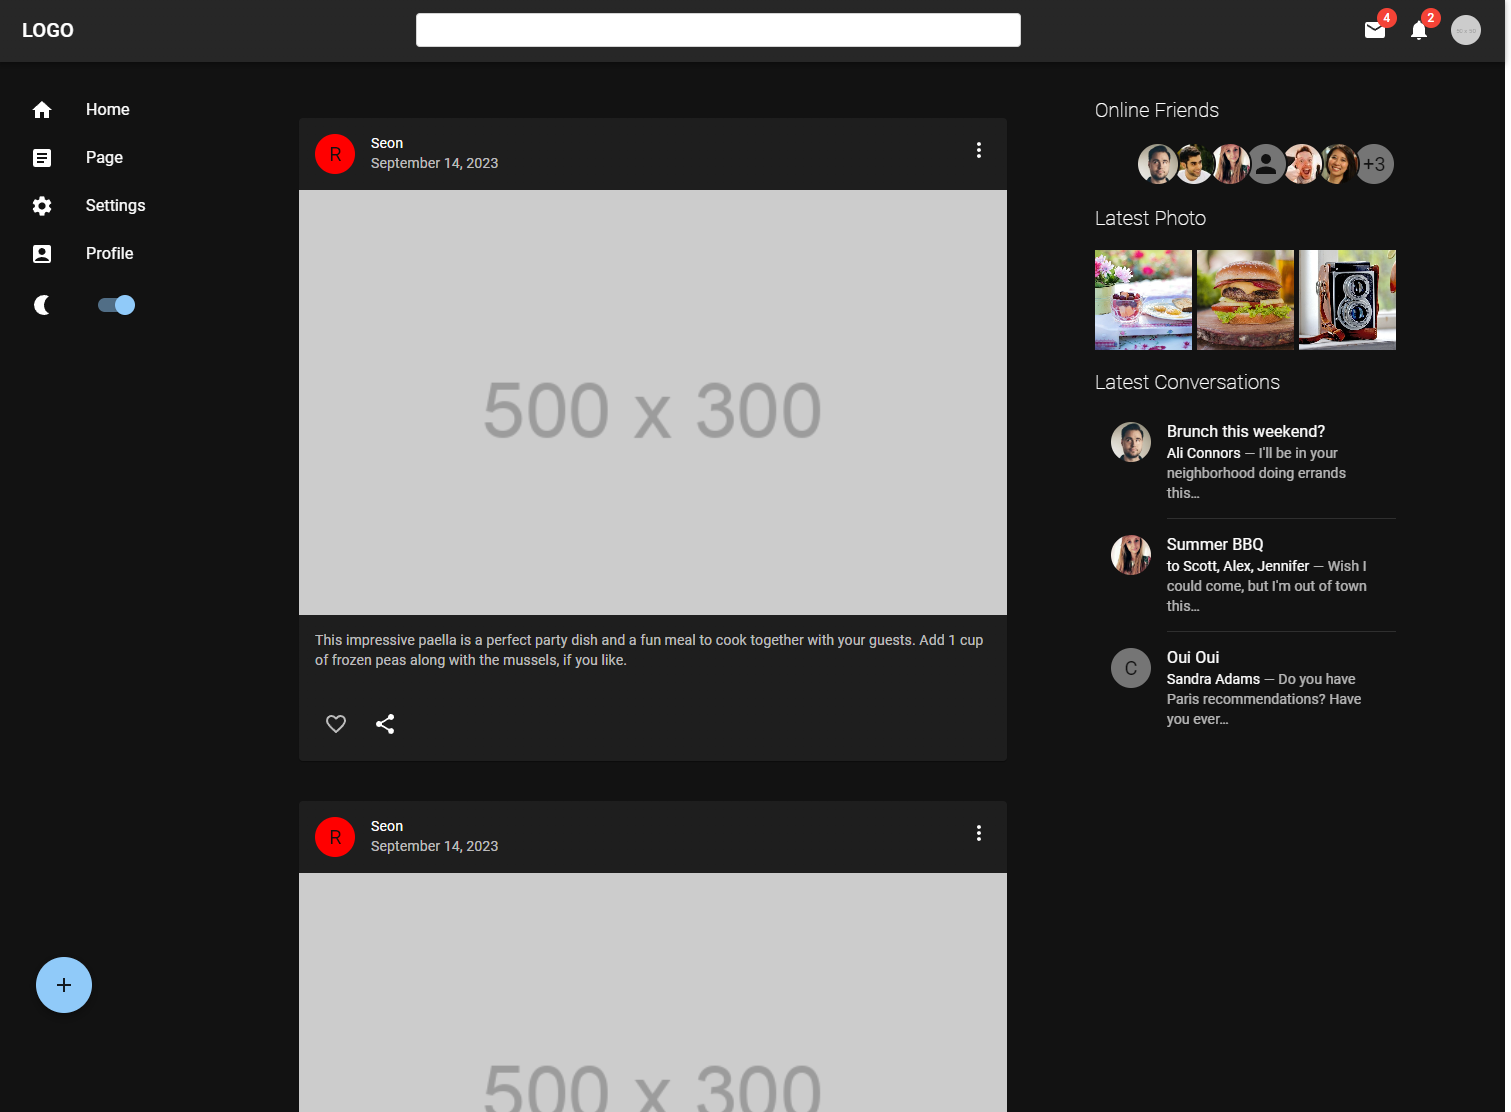 LOGO
4
2
50 x 50
Home
Page
Settings
Profile
R
Seon
September 14, 2023
500 x 300
This impressive paella is a perfect party dish and a fun meal to cook together with your guests. Add 1 cup
of frozen peas along with the mussels, if you like.
R
Seon
September 14, 2023
500 x 300
+
Online Friends
+3
Latest Photo
Latest Conversations
Brunch this weekend?
Ali Connors — I'll be in your
neighborhood doing errands
this…
Summer BBQ
to Scott, Alex, Jennifer — Wish I
could come, but I'm out of town
this…
C
Oui Oui
Sandra Adams — Do you have
Paris recommendations? Have
you ever…